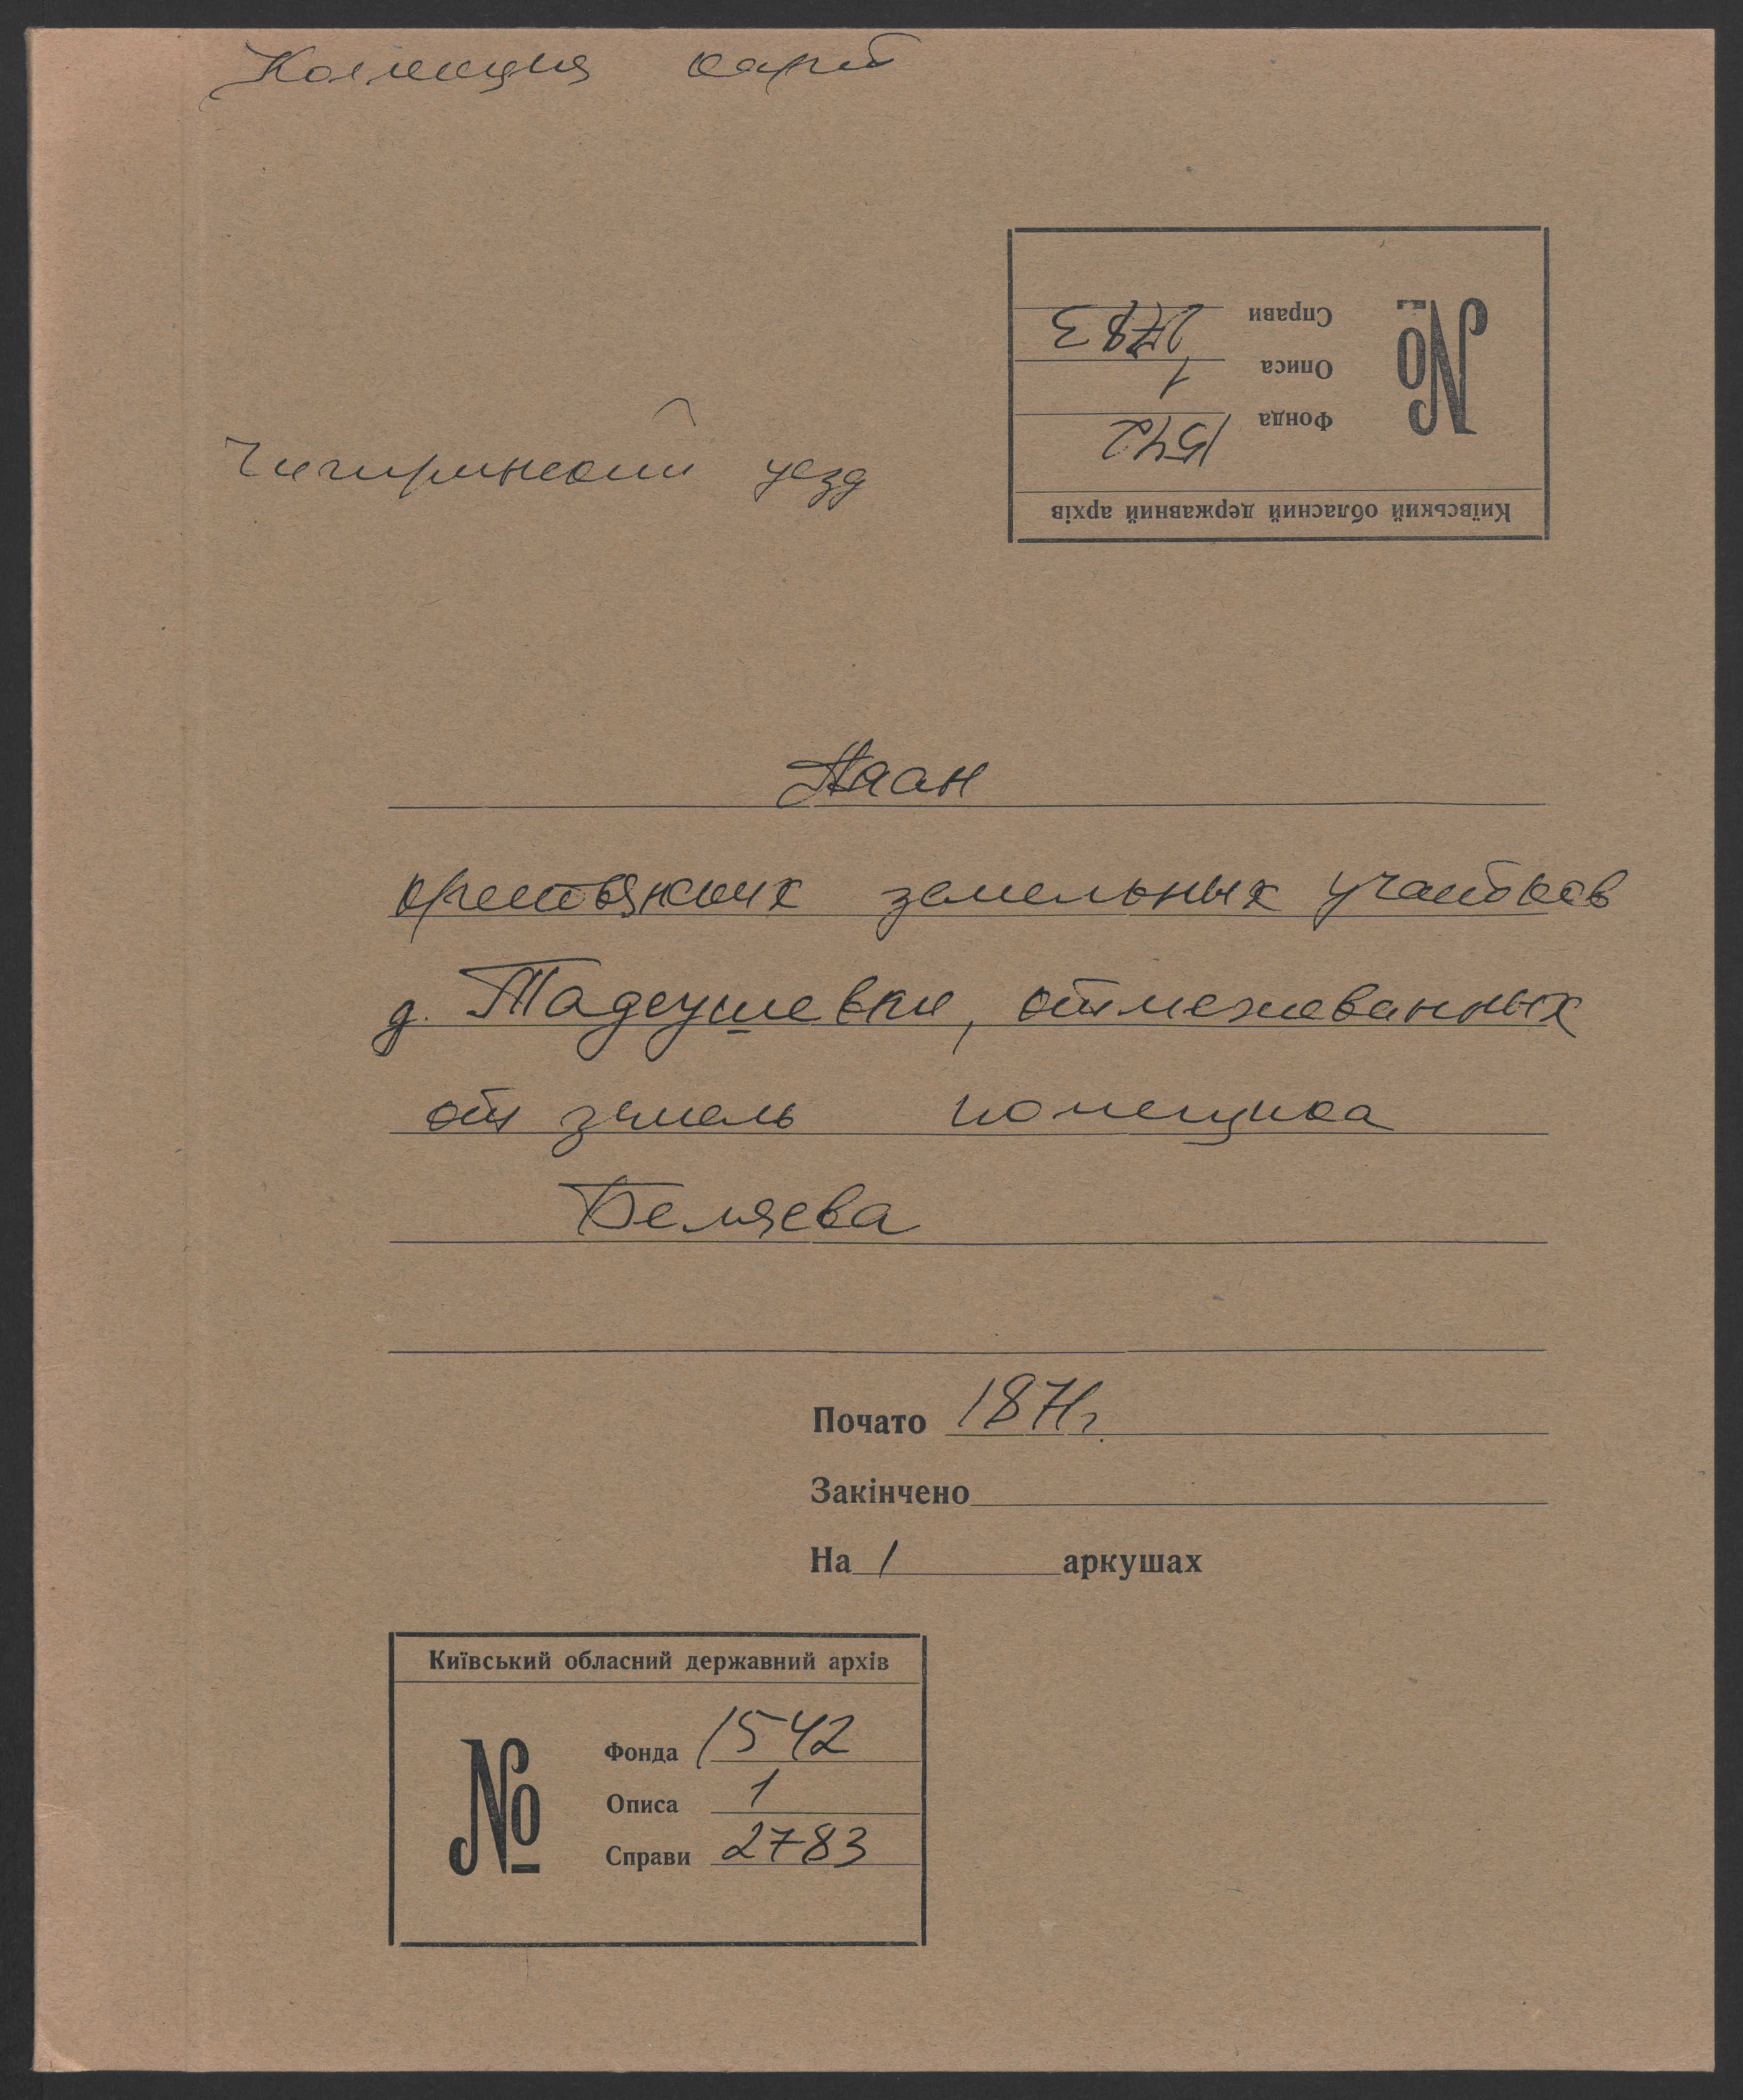 Коллекция карт
Справи 2783
Описа 1
Фонда 1542
№
Київський обласний державний архів
Чигиринский уезд
План
крестьянских земельных участков
д. Тадеушевки, отмежеванных
от земель помещика
Беляева
Почато 1871г.
Закінчено
На 1 аркушах
Київський обласний державний архів
№
Фонда 1542
Описа 1
Справи 2783